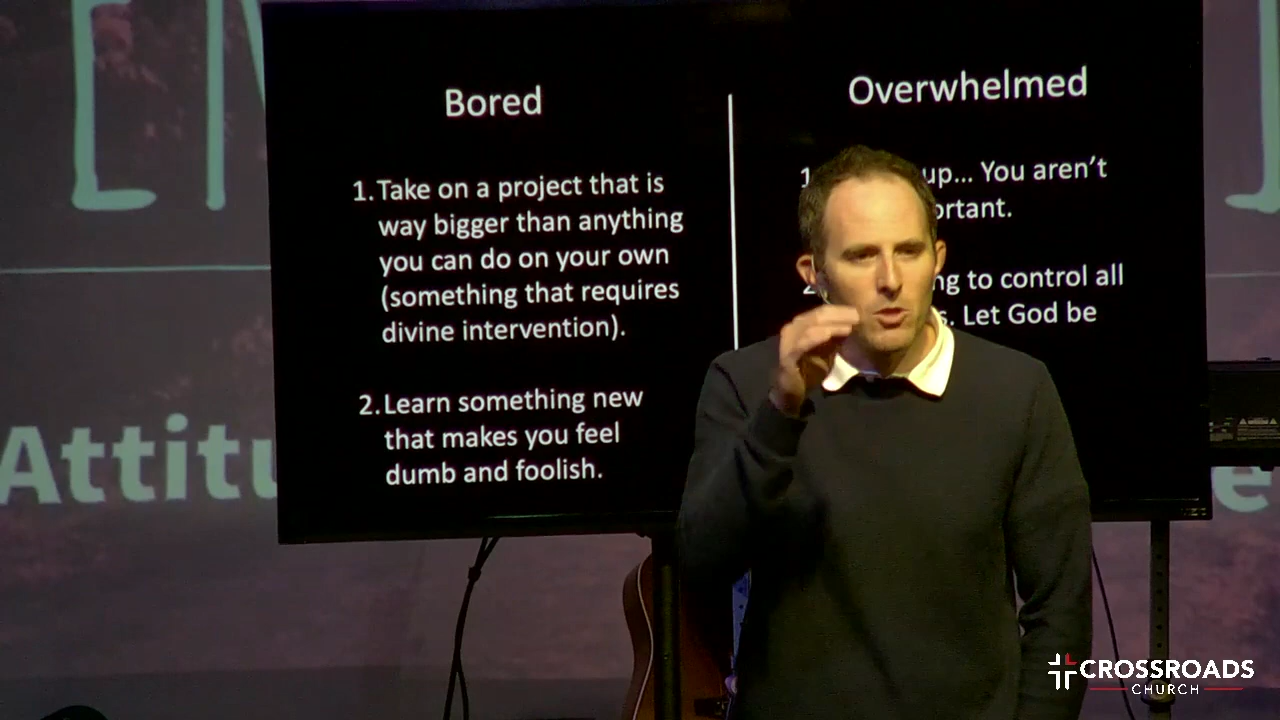 EN
Bored
1. Take on a project that is
way bigger than anything
you can do on your own
(something that requires
divine intervention).
2. Learn something new
that makes you feel
dumb and foolish.
Overwhelmed
up... You aren't
to control all
Let God be
Attitu
e
CROSSROADS
CHURCH